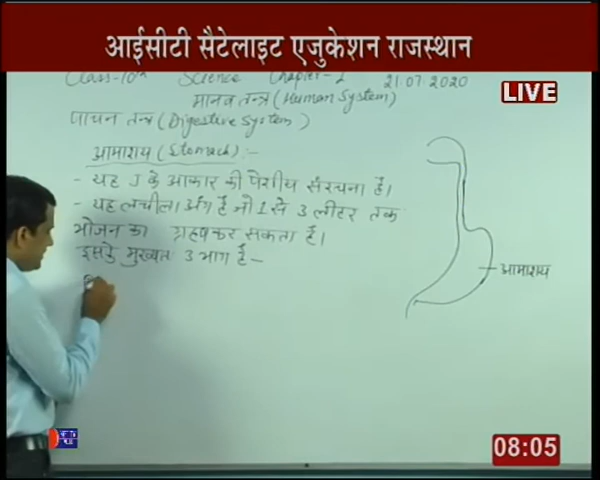 आईसीटी सैटेलाइट एजुकेशन राजस्थान
LIVE
Class-10th Science Chapter-2 21.07.2020
मानव तन्त्र (Human System)
पाचन तन्त्र (Digestive System)
आमाशय (Stomach) :-
- यह J के आकार की पेशीय संरचना है।
- यह लचीला अंग है जो 1 से 3 लीटर तक
भोजन का ग्रहण कर सकता है।
इसके मुख्यतः 3 भाग हैं -
आमाशय
08:05